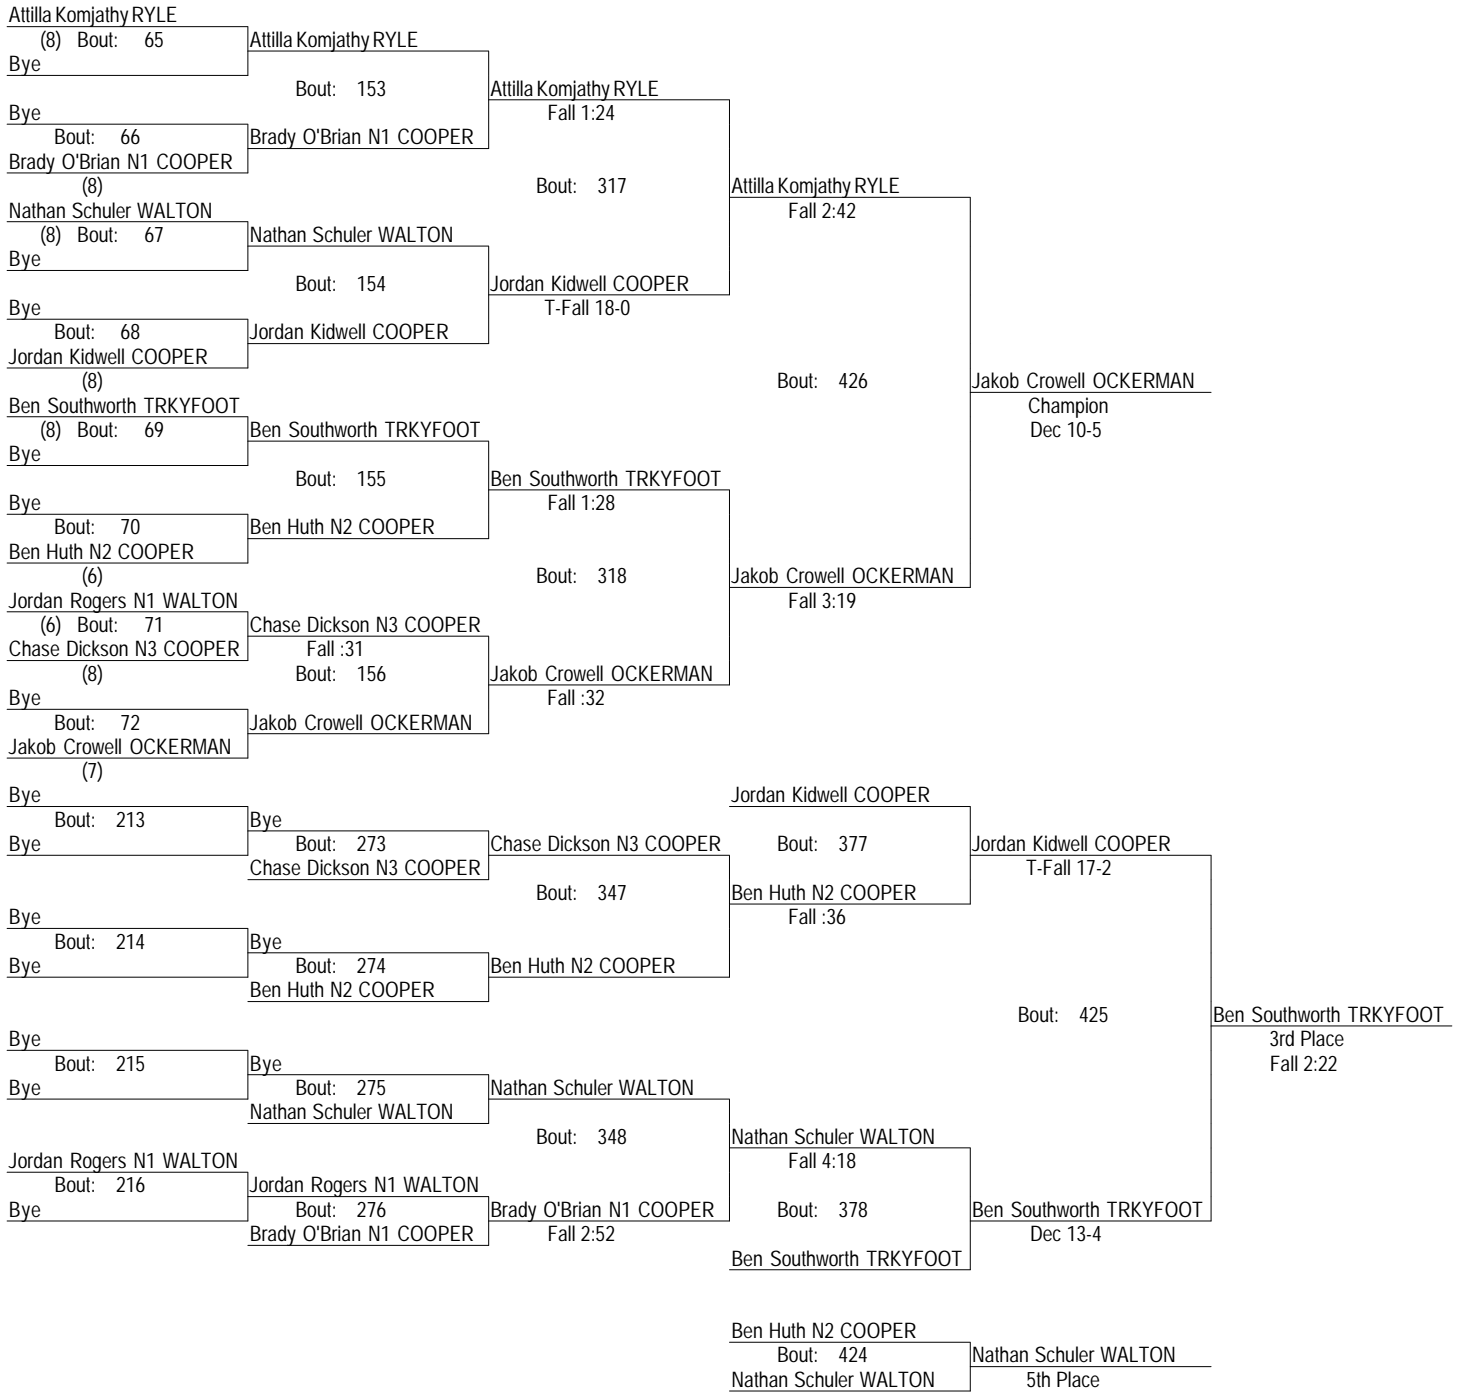 Attilla Komjathy RYLE
(8) Bout: 65 Attilla Komjathy RYLE
Bye
Bout: 153 Attilla Komjathy RYLE
Bye Fall 1:24
Bout: 66 Brady O'Brian N1 COOPER
Brady O'Brian N1 COOPER
(8) Bout: 317 Attilla Komjathy RYLE
Nathan Schuler WALTON Fall 2:42
(8) Bout: 67 Nathan Schuler WALTON
Bye
Bout: 154 Jordan Kidwell COOPER
Bye T-Fall 18-0
Bout: 68 Jordan Kidwell COOPER
Jordan Kidwell COOPER
(8) Bout: 426 Jakob Crowell OCKERMAN
Ben Southworth TRKYFOOT Champion
(8) Bout: 69 Ben Southworth TRKYFOOT Dec 10-5
Bye
Bout: 155 Ben Southworth TRKYFOOT
Bye Fall 1:28
Bout: 70 Ben Huth N2 COOPER
Ben Huth N2 COOPER
(6) Bout: 318 Jakob Crowell OCKERMAN
Jordan Rogers N1 WALTON Fall 3:19
(6) Bout: 71 Chase Dickson N3 COOPER
Chase Dickson N3 COOPER Fall :31
(8) Bout: 156 Jakob Crowell OCKERMAN
Bye Fall :32
Bout: 72 Jakob Crowell OCKERMAN
Jakob Crowell OCKERMAN
(7)
Bye Jordan Kidwell COOPER
Bout: 213 Bye
Bye Bout: 273 Chase Dickson N3 COOPER Bout: 377 Jordan Kidwell COOPER
Chase Dickson N3 COOPER T-Fall 17-2
Bout: 347 Ben Huth N2 COOPER
Bye Fall :36
Bout: 214 Bye
Bye Bout: 274 Ben Huth N2 COOPER
Ben Huth N2 COOPER
Bout: 425 Ben Southworth TRKYFOOT
Bye 3rd Place
Bout: 215 Bye Fall 2:22
Bye Bout: 275 Nathan Schuler WALTON
Nathan Schuler WALTON
Bout: 348 Nathan Schuler WALTON
Jordan Rogers N1 WALTON Fall 4:18
Bout: 216 Jordan Rogers N1 WALTON
Bye Bout: 276 Brady O'Brian N1 COOPER Bout: 378 Ben Southworth TRKYFOOT
Brady O'Brian N1 COOPER Fall 2:52 Dec 13-4
Ben Southworth TRKYFOOT
Ben Huth N2 COOPER
Bout: 424 Nathan Schuler WALTON
Nathan Schuler WALTON 5th Place